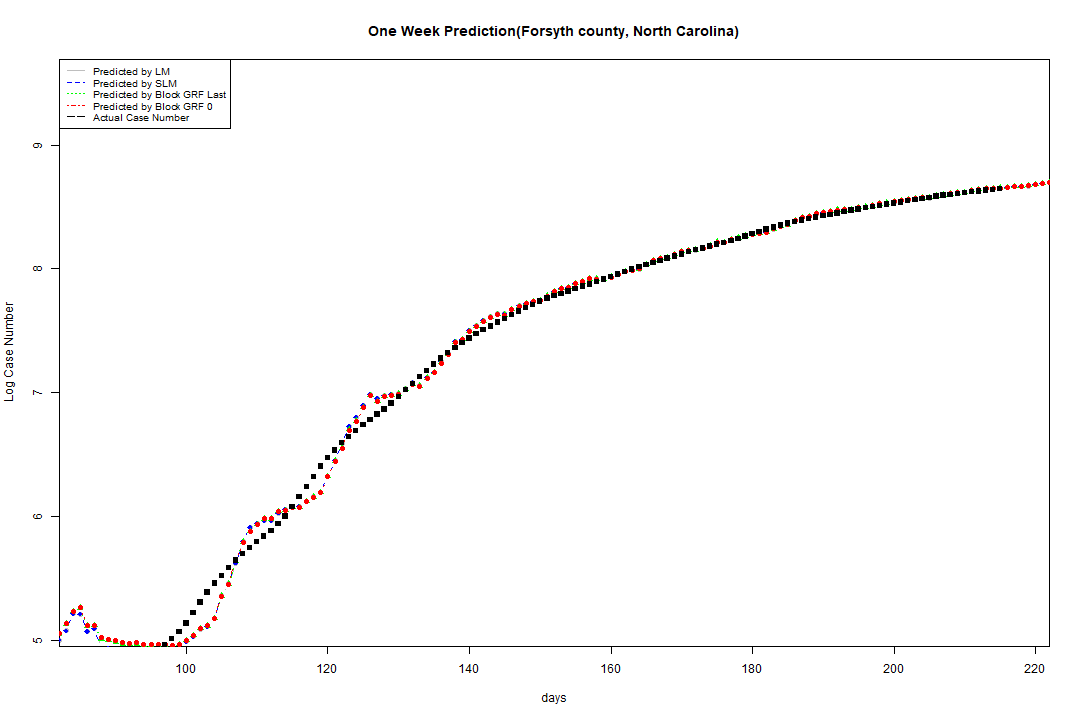 One Week Prediction(Forsyth county, North Carolina)
Predicted by LM
Predicted by SLM
Predicted by Block GRF Last
Predicted by Block GRF 0
Actual Case Number
9
8
7
6
5
Log Case Number
100 120 140 160 180 200 220
days